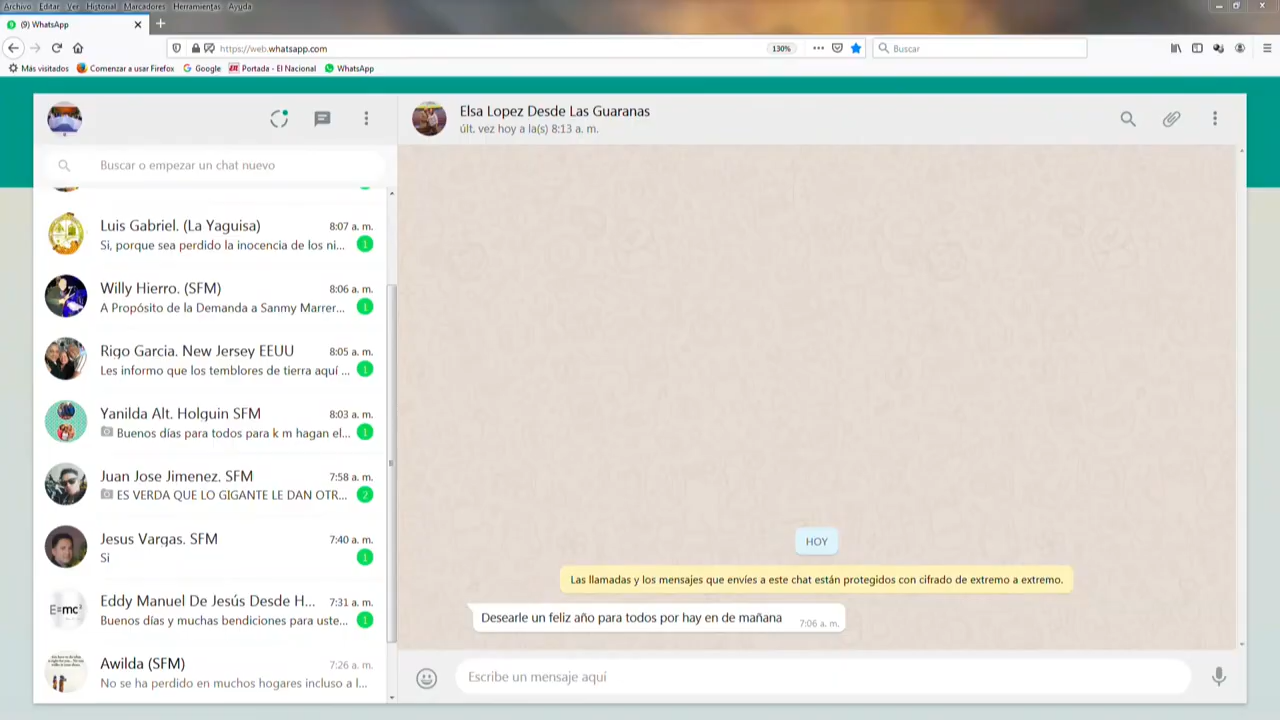 Archivo Editar Ver Historial Marcadores Herramientas Ayuda
(9) WhatsApp
https://web.whatsapp.com
130%
Buscar
Más visitados
Comenzar a usar Firefox
Google
Portada - El Nacional
WhatsApp
Buscar o empezar un chat nuevo
Luis Gabriel. (La Yaguisa) 8:07 a. m.
Si, porque sea perdido la inocencia de los ni... 1
Willy Hierro. (SFM) 8:06 a. m.
A Propósito de la Demanda a Sanmy Marrer... 1
Rigo Garcia. New Jersey EEUU 8:05 a. m.
Les informo que los temblores de tierra aquí ... 1
Yanilda Alt. Holguin SFM 8:03 a. m.
Buenos días para todos para k m hagan el... 1
Juan Jose Jimenez. SFM 7:58 a. m.
ES VERDA QUE LO GIGANTE LE DAN OTR... 2
Jesus Vargas. SFM 7:40 a. m.
Si 1
Eddy Manuel De Jesús Desde H... 7:31 a. m.
Buenos días y muchas bendiciones para uste... 1
E=mc²
Awilda (SFM) 7:26 a. m.
No se ha perdido en muchos hogares incluso a l...
Elsa Lopez Desde Las Guaranas
últ. vez hoy a la(s) 8:13 a. m.
HOY
Las llamadas y los mensajes que envíes a este chat están protegidos con cifrado de extremo a extremo.
Desearle un feliz año para todos por hay en de mañana 7:06 a. m.
Escribe un mensaje aquí